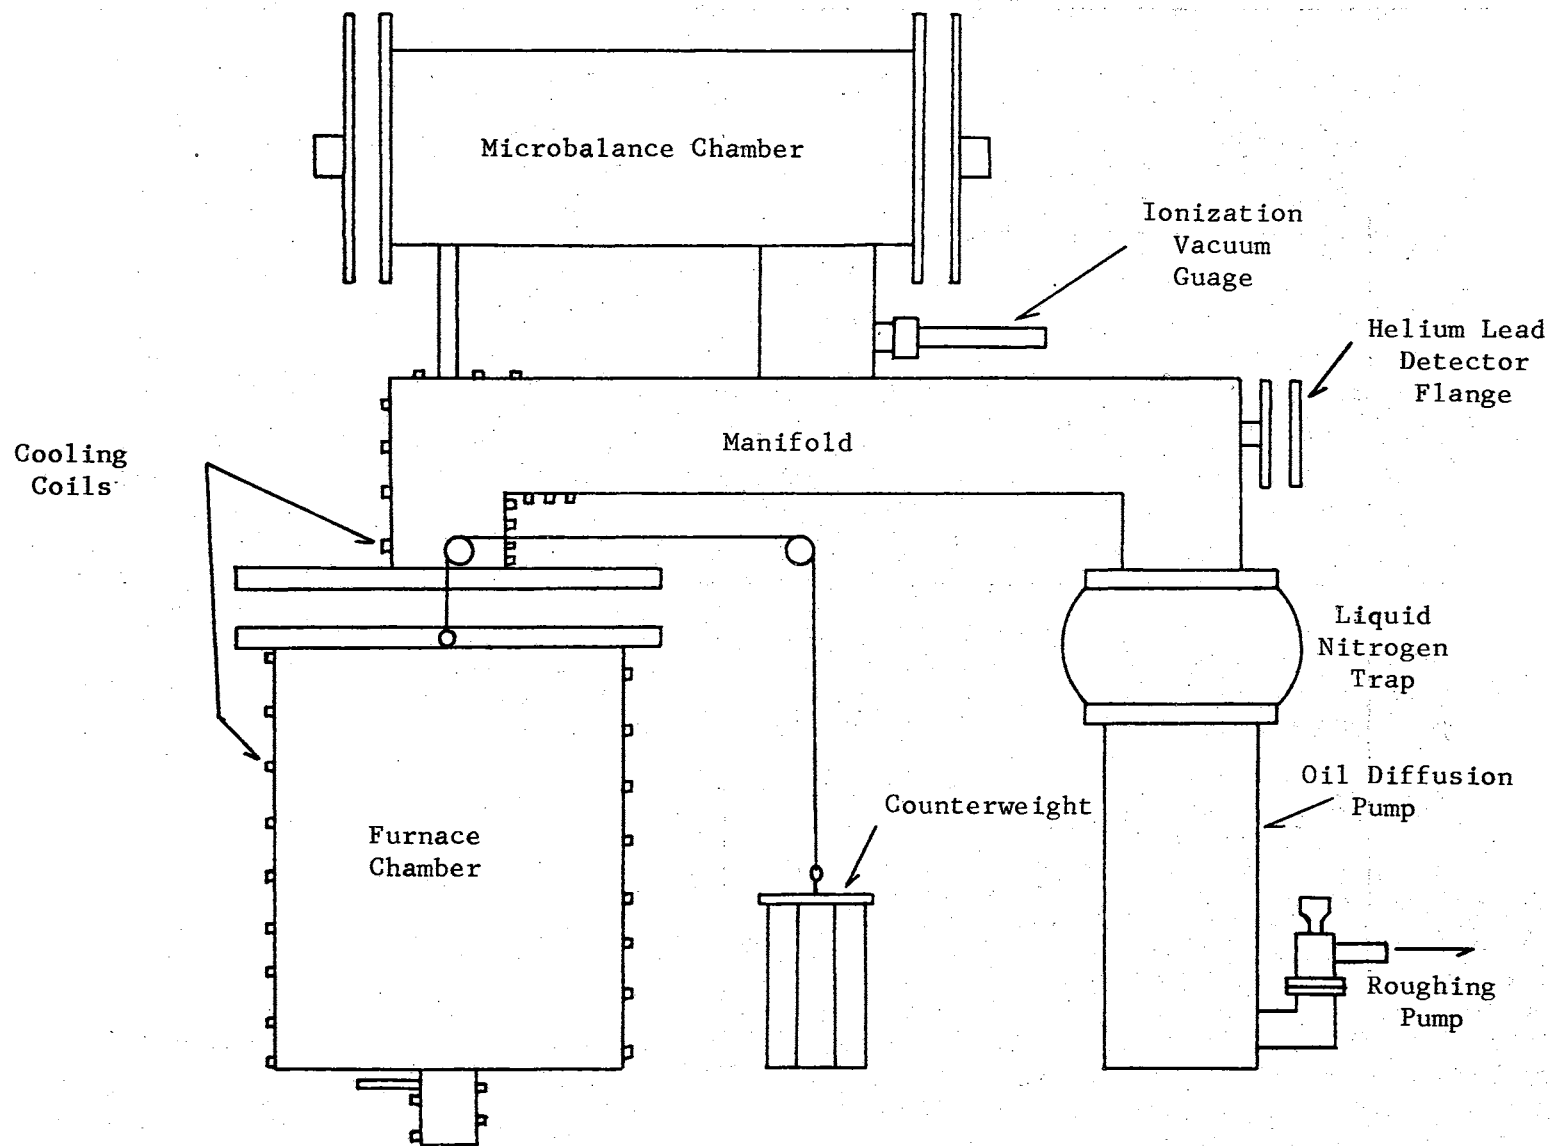 Microbalance Chamber
Ionization
Vacuum
Guage
Helium Lead
Detector
Flange
Manifold
Cooling
Coils
Liquid
Nitrogen
Trap
Oil Diffusion
Pump
Counterweight
Furnace
Chamber
Roughing
Pump